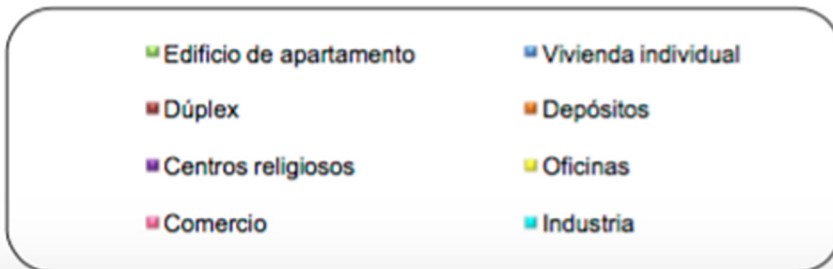 Edificio de apartamento
Vivienda individual
Dúplex
Depósitos
Centros religiosos
Oficinas
Comercio
Industria